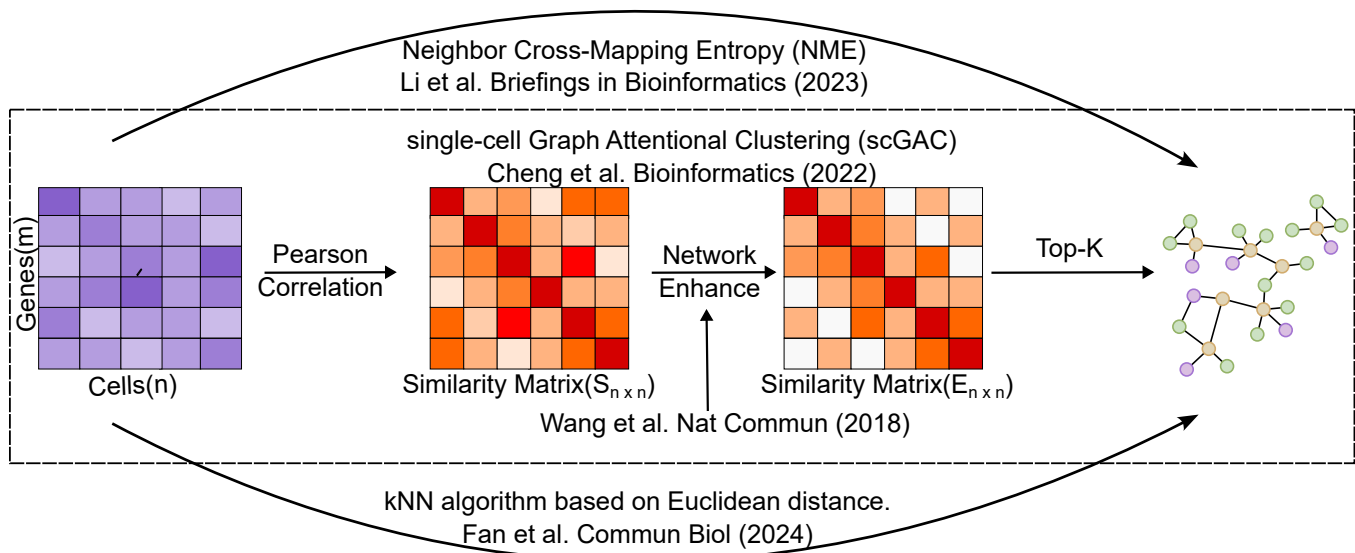 Neighbor Cross-Mapping Entropy (NME)
Li et al. Briefings in Bioinformatics (2023)
single-cell Graph Attentional Clustering (scGAC)
Cheng et al. Bioinformatics (2022)
Genes(m)
Cells(n)
Pearson
Correlation
Similarity Matrix(S n x n)
Network
Enhance
Similarity Matrix(E n x n)
Top-K
Wang et al. Nat Commun (2018)
kNN algorithm based on Euclidean distance.
Fan et al. Commun Biol (2024)